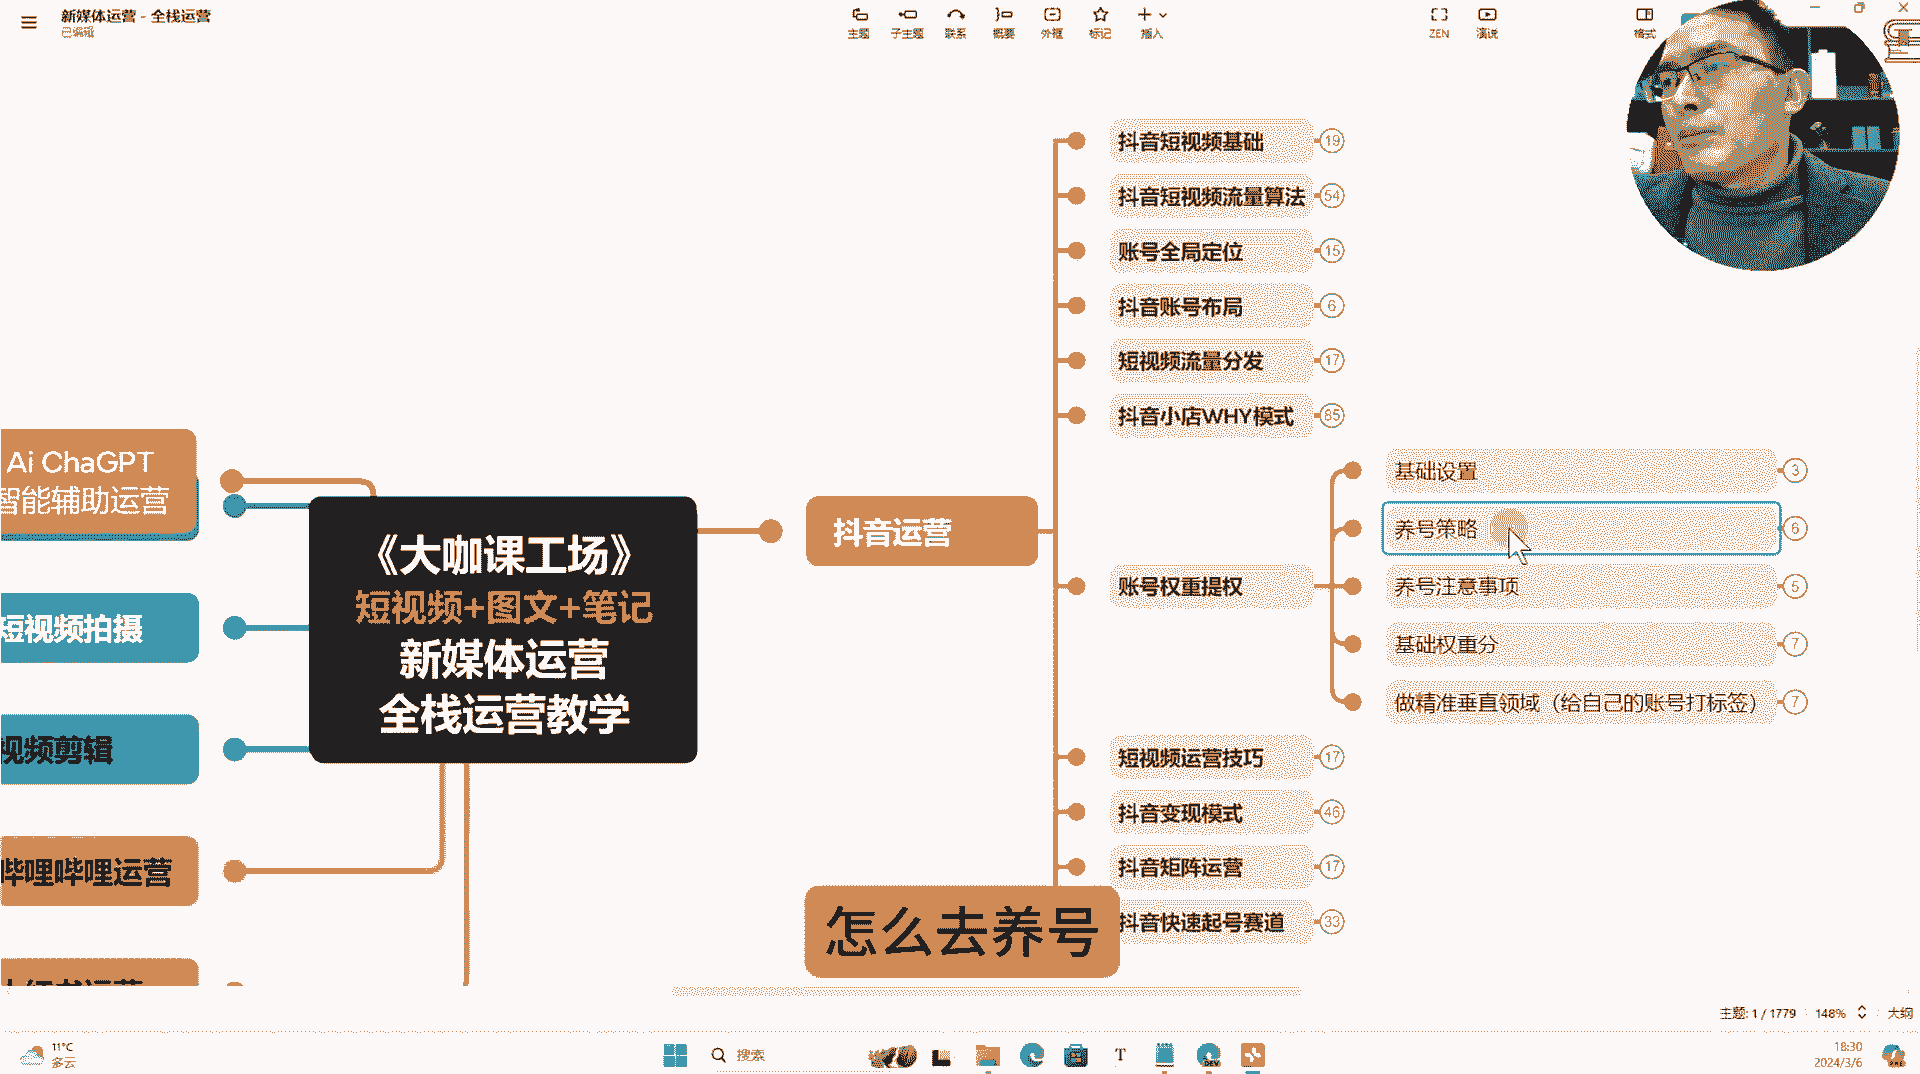 新媒体运营 - 全栈运营
已编辑
主题
子主题
联系
概要
外框
标记
插入
ZEN
演说
格式
抖音短视频基础 19
抖音短视频流量算法 54
账号全局定位 15
抖音账号布局 6
短视频流量分发 17
抖音小店WHY模式 85
Ai ChaGPT
智能辅助运营
短视频拍摄
视频剪辑
哔哩哔哩运营
《大咖课工场》
短视频+图文+笔记
新媒体运营
全栈运营教学
抖音运营
账号权重提权
基础设置 3
养号策略 6
养号注意事项 5
基础权重分 7
做精准垂直领域（给自己的账号打标签） 7
短视频运营技巧 17
抖音变现模式 46
抖音矩阵运营 17
抖音快速起号赛道 33
怎么去养号
主题: 1 / 1779
148%
大纲
11°C
多云
搜索
T
DEV
18:30
2024/3/6